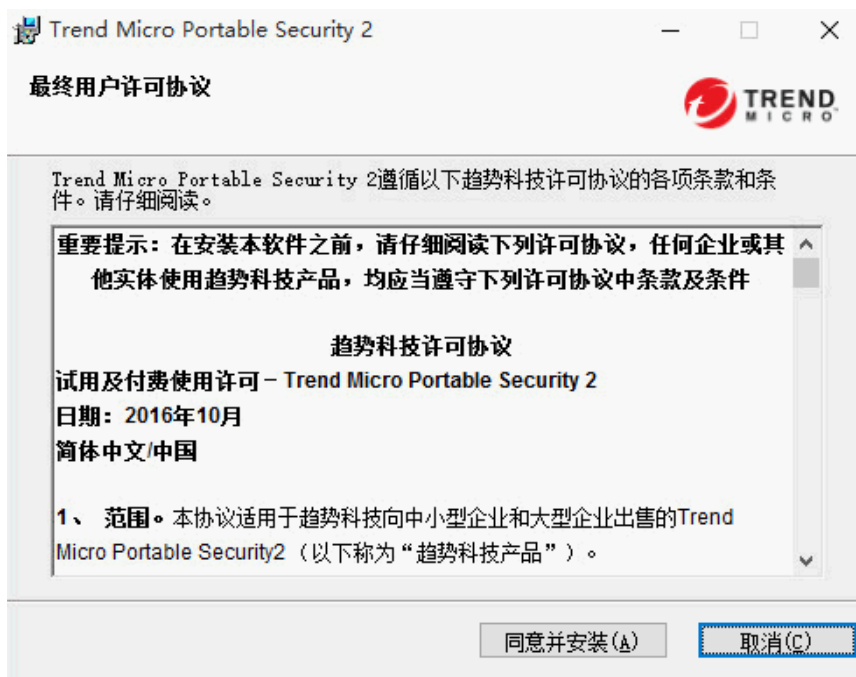 Trend Micro Portable Security 2
最终用户许可协议
TREND
MICRO
Trend Micro Portable Security 2遵循以下趋势科技许可协议的各项条款和条
件。请仔细阅读。
重要提示：在安装本软件之前，请仔细阅读下列许可协议，任何企业或其
他实体使用趋势科技产品，均应当遵守下列许可协议中条款及条件
趋势科技许可协议
试用及付费使用许可 – Trend Micro Portable Security 2
日期：2016年10月
简体中文/中国
1、 范围。本协议适用于趋势科技向中小型企业和大型企业出售的Trend
Micro Portable Security2（以下称为“趋势科技产品”）。
同意并安装(A) 取消(C)